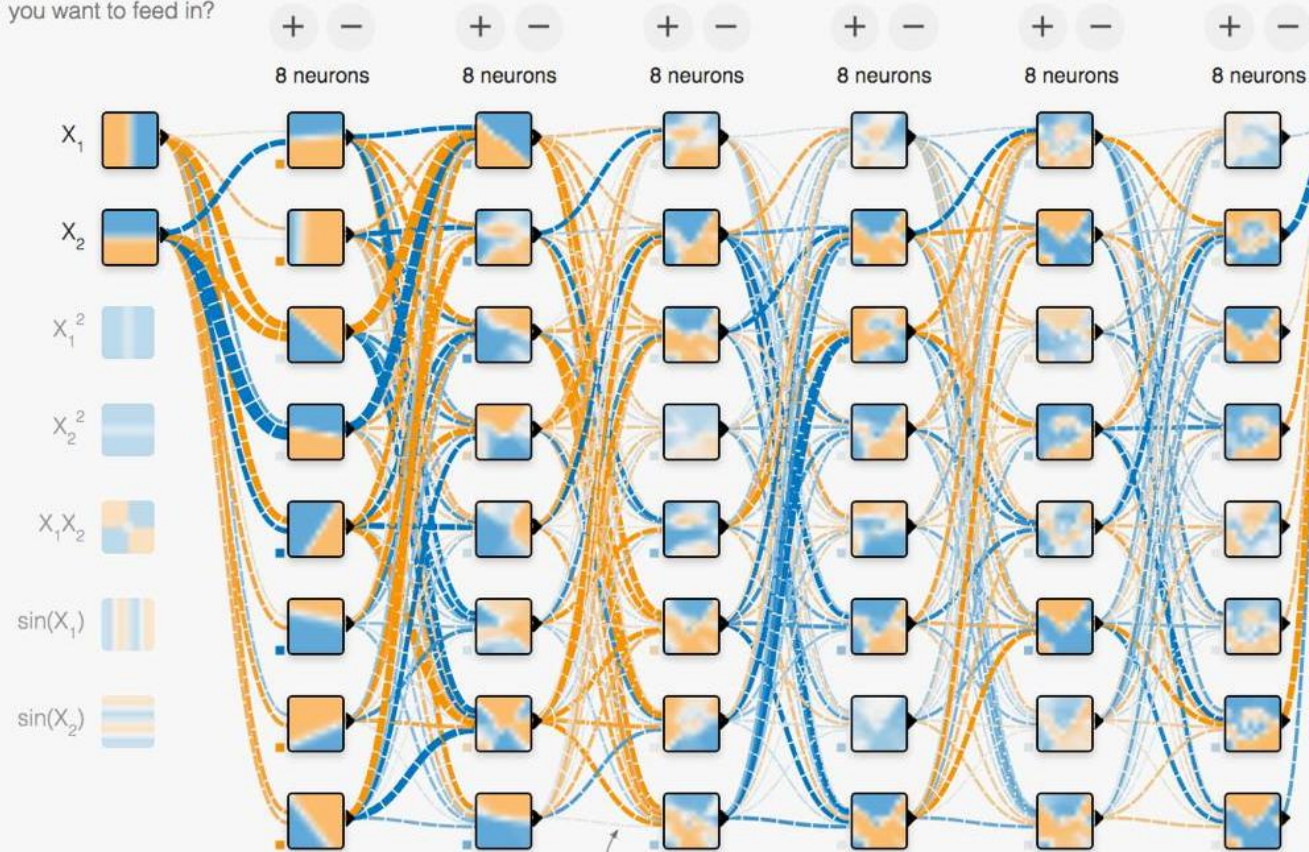 you want to feed in?
+ − + − + − + − + − + −
8 neurons 8 neurons 8 neurons 8 neurons 8 neurons 8 neurons
X₁
X₂
X₁²
X₂²
X₁X₂
sin(X₁)
sin(X₂)